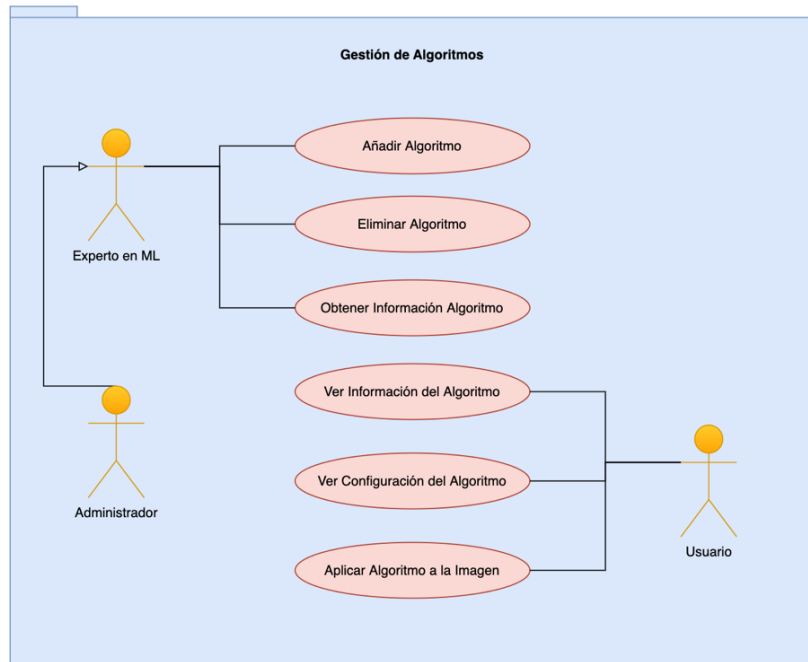 Gestión de Algoritmos
Añadir Algoritmo
Eliminar Algoritmo
Experto en ML
Obtener Información Algoritmo
Ver Información del Algoritmo
Ver Configuración del Algoritmo
Administrador
Usuario
Aplicar Algoritmo a la Imagen